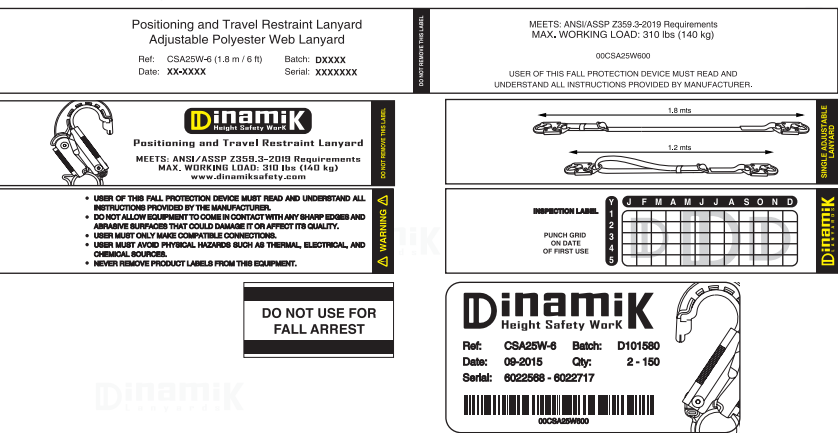 Positioning and Travel Restraint Lanyard
Adjustable Polyester Web Lanyard
Ref: CSA25W-6 (1.8 m / 6 ft) Batch: DXXXX
Date: XX-XXXX Serial: XXXXXXX
DO NOT REMOVE THIS LABEL
MEETS: ANSI/ASSP Z359.3-2019 Requirements
MAX. WORKING LOAD: 310 lbs (140 kg)
00CSA25W600
USER OF THIS FALL PROTECTION DEVICE MUST READ AND
UNDERSTAND ALL INSTRUCTIONS PROVIDED BY MANUFACTURER.
DinamiK
Height Safety WorK
Positioning and Travel Restraint Lanyard
MEETS: ANSI/ASSP Z359.3-2019 Requirements
MAX. WORKING LOAD: 310 lbs (140 kg)
www.dinamiksafety.com
DO NOT REMOVE THIS LABEL
1.8 mts
1.2 mts
SINGLE ADJUSTABLE
LANYARD
• USER OF THIS FALL PROTECTION DEVICE MUST READ AND UNDERSTAND ALL
INSTRUCTIONS PROVIDED BY THE MANUFACTURER.
• DO NOT ALLOW EQUIPMENT TO COME IN CONTACT WITH ANY SHARP EDGES AND
ABRASIVE SURFACES THAT COULD DAMAGE IT OR AFFECT ITS QUALITY.
• USER MUST ONLY MAKE COMPATIBLE CONNECTIONS.
• USER MUST AVOID PHYSICAL HAZARDS SUCH AS THERMAL, ELECTRICAL, AND
CHEMICAL SOURCES.
• NEVER REMOVE PRODUCT LABELS FROM THIS EQUIPMENT.
WARNING
INSPECTION LABEL
PUNCH GRID
ON DATE
OF FIRST USE
Y J F M A M J J A S O N D
1
2
3
4
5
DDD
DinamiK
LANYARDS
DO NOT USE FOR
FALL ARREST
DinamiK
Height Safety WorK
Ref: CSA25W-6 Batch: D101580
Date: 09-2015 Qty: 2 - 150
Serial: 6022568 - 6022717
00CSA25W600
DinamiK